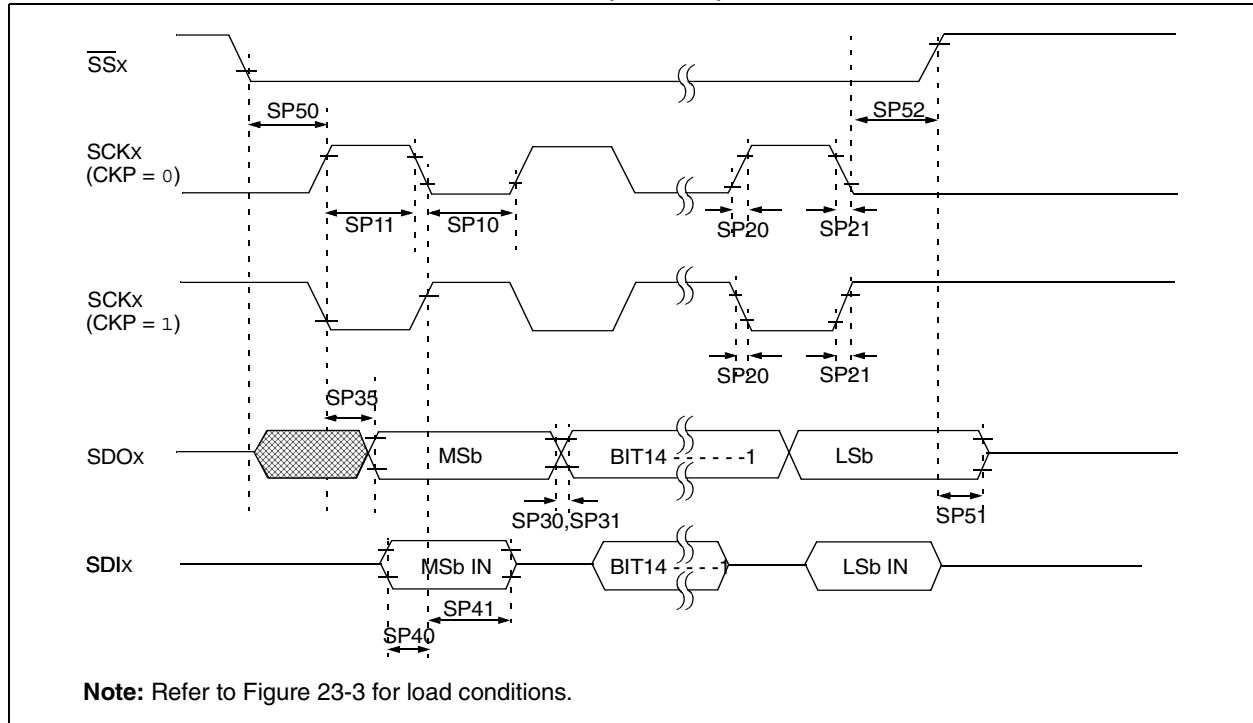 SSx
SP50
SP52
SCKx
(CKP = 0)
SP11
SP10
SP20
SP21
SCKx
(CKP = 1)
SP20
SP21
SP35
SDOx
MSb
BIT14 - - - - - -1
LSb
SP30,SP31
SP51
SDIx
MSb IN
BIT14 - - - - -1
LSb IN
SP41
SP40
Note: Refer to Figure 23-3 for load conditions.